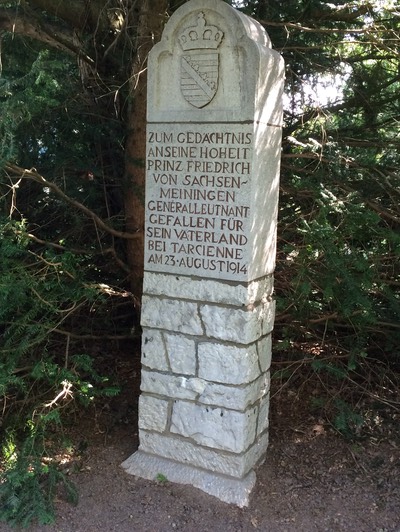 ZUM GEDÄCHTNIS
AN SEINE HOHEIT
PRINZ FRIEDRICH
VON SACHSEN-
MEININGEN
GENERALLEUTNANT
GEFALLEN FÜR
SEIN VATERLAND
BEI TARCIENNE
AM 23. AUGUST 1914